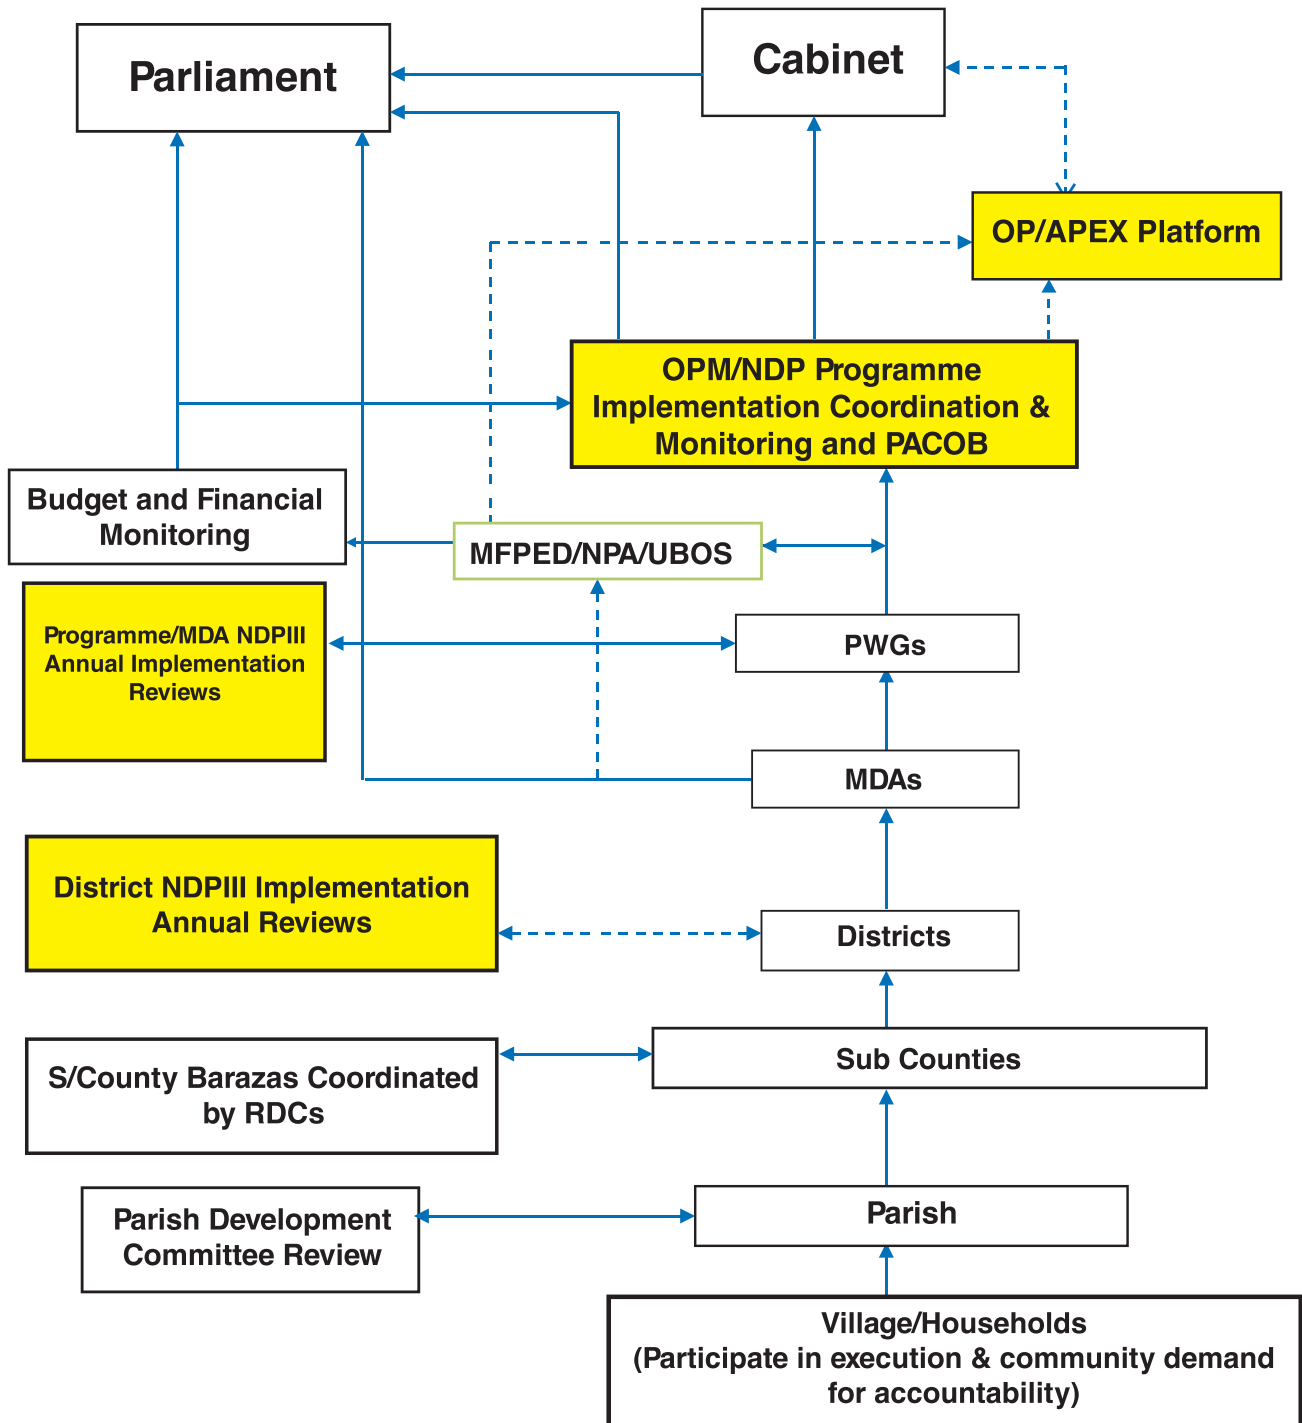 Parliament
Cabinet
OP/APEX Platform
OPM/NDP Programme
Implementation Coordination &
Monitoring and PACOB
Budget and Financial
Monitoring
MFPED/NPA/UBOS
Programme/MDA NDPIII
Annual Implementation
Reviews
PWGs
MDAs
District NDPIII Implementation
Annual Reviews
Districts
S/County Barazas Coordinated
by RDCs
Sub Counties
Parish Development
Committee Review
Parish
Village/Households
(Participate in execution & community demand
for accountability)